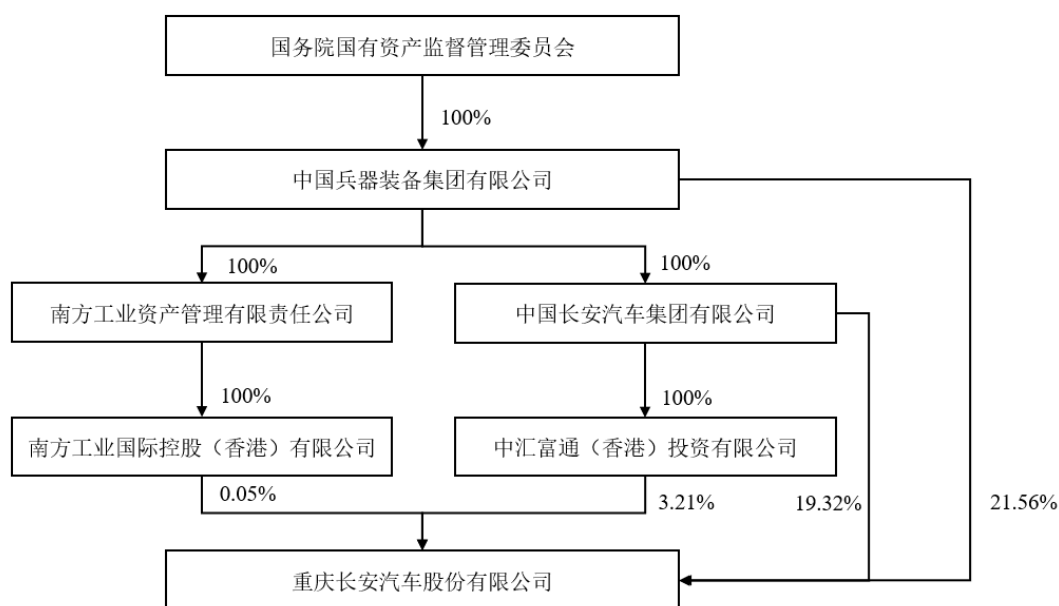 国务院国有资产监督管理委员会
100%
中国兵器装备集团有限公司
100%
100%
南方工业资产管理有限责任公司
中国长安汽车集团有限公司
100%
100%
南方工业国际控股（香港）有限公司
中汇富通（香港）投资有限公司
0.05%
3.21%
19.32%
21.56%
重庆长安汽车股份有限公司